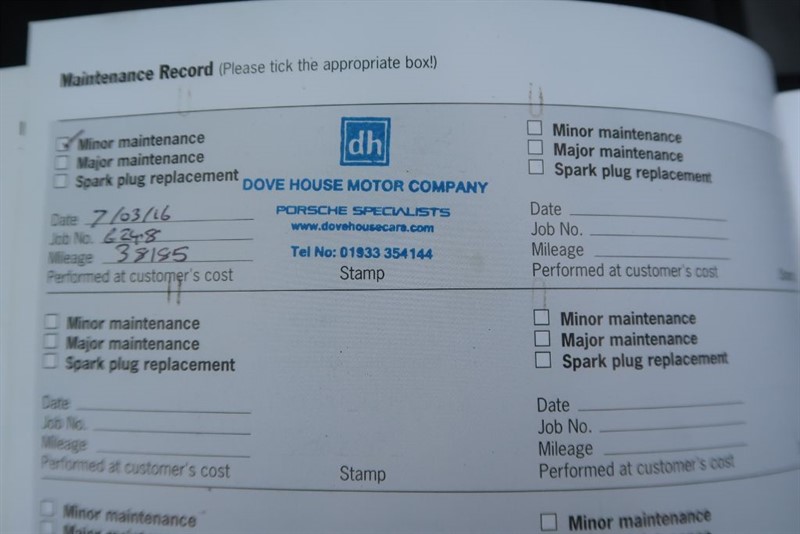 Maintenance Record (Please tick the appropriate box!)
Minor maintenance
Major maintenance
Spark plug replacement
Date 7/03/16
Job No. 6248
Mileage 38185
Performed at customer's cost
dh
DOVE HOUSE MOTOR COMPANY
PORSCHE SPECIALISTS
www.dovehousecars.com
Tel No: 01933 354144
Stamp
Minor maintenance
Major maintenance
Spark plug replacement
Date
Job No.
Mileage
Performed at customer's cost
Minor maintenance
Major maintenance
Spark plug replacement
Date
Job No.
Mileage
Performed at customer's cost
Stamp
Minor maintenance
Major maintenance
Spark plug replacement
Date
Job No.
Mileage
Performed at customer's cost
Minor maintenance
Minor maintenance